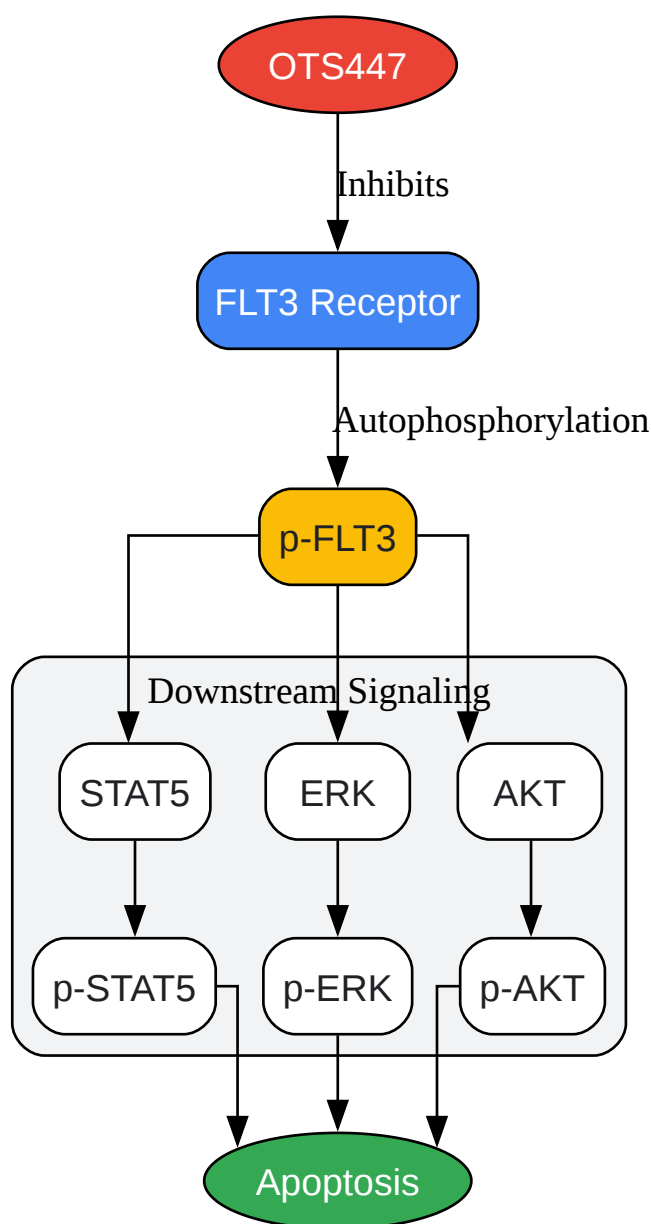 OTS447
Inhibits
FLT3 Receptor
Autophosphorylation
p-FLT3
Downstream Signaling
STAT5
ERK
AKT
p-STAT5
p-ERK
p-AKT
Apoptosis